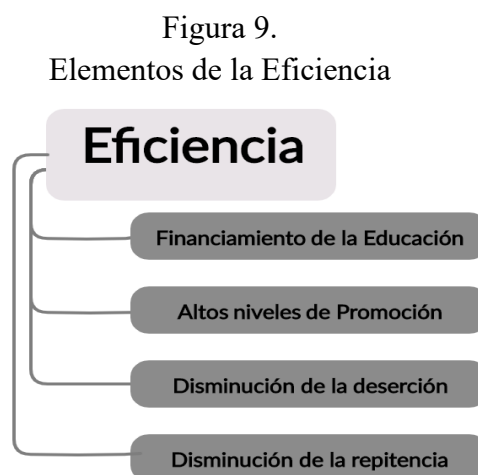 Figura 9.
Elementos de la Eficiencia
Eficiencia
Financiamiento de la Educación
Altos niveles de Promoción
Disminución de la deserción
Disminución de la repitencia